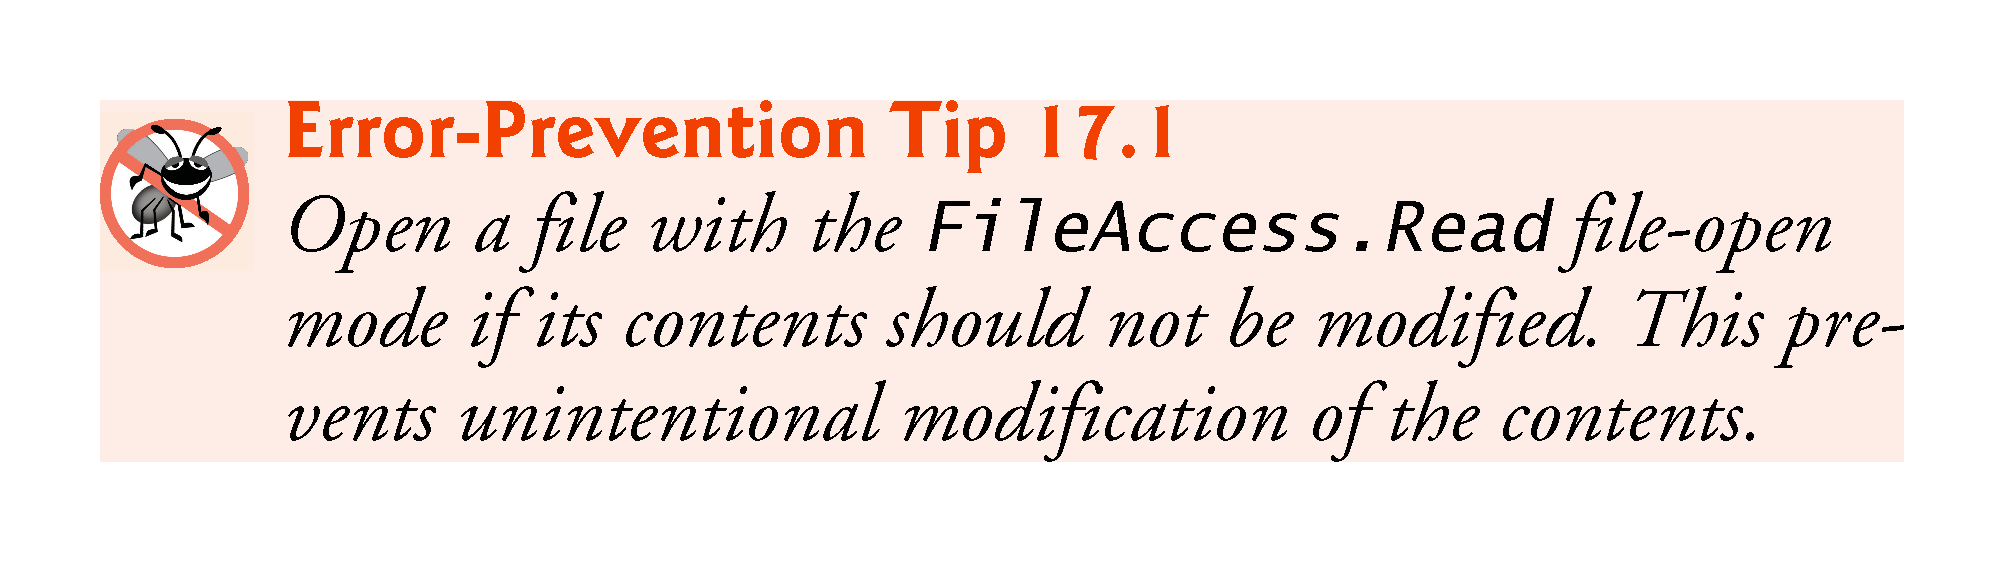 Error-Prevention Tip 17.1
Open a file with the FileAccess.Read file-open
mode if its contents should not be modified. This pre-
vents unintentional modification of the contents.